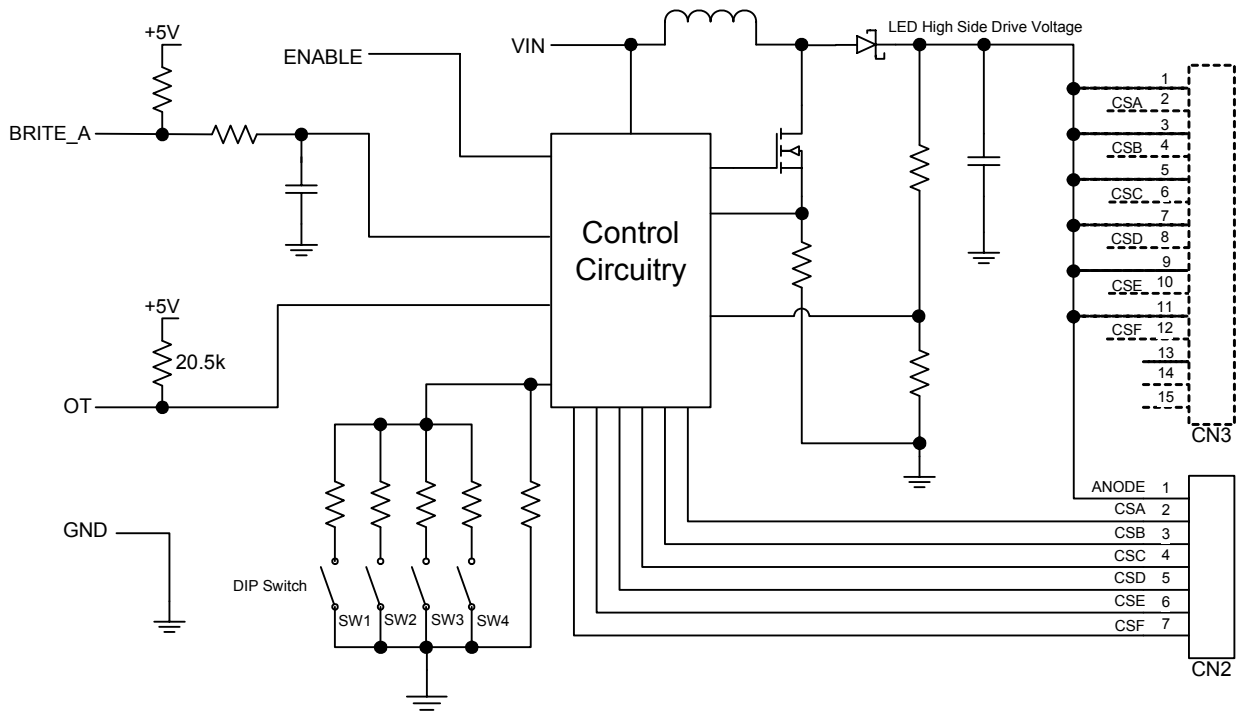 +5V
ENABLE
VIN
LED High Side Drive Voltage
BRITE_A
Control
Circuitry
+5V
20.5k
OT
GND
DIP Switch
SW1
SW2
SW3
SW4
1
CSA 2
3
CSB 4
5
CSC 6
7
CSD 8
9
CSE 10
11
CSF 12
13
14
15
CN3
ANODE 1
CSA 2
CSB 3
CSC 4
CSD 5
CSE 6
CSF 7
CN2